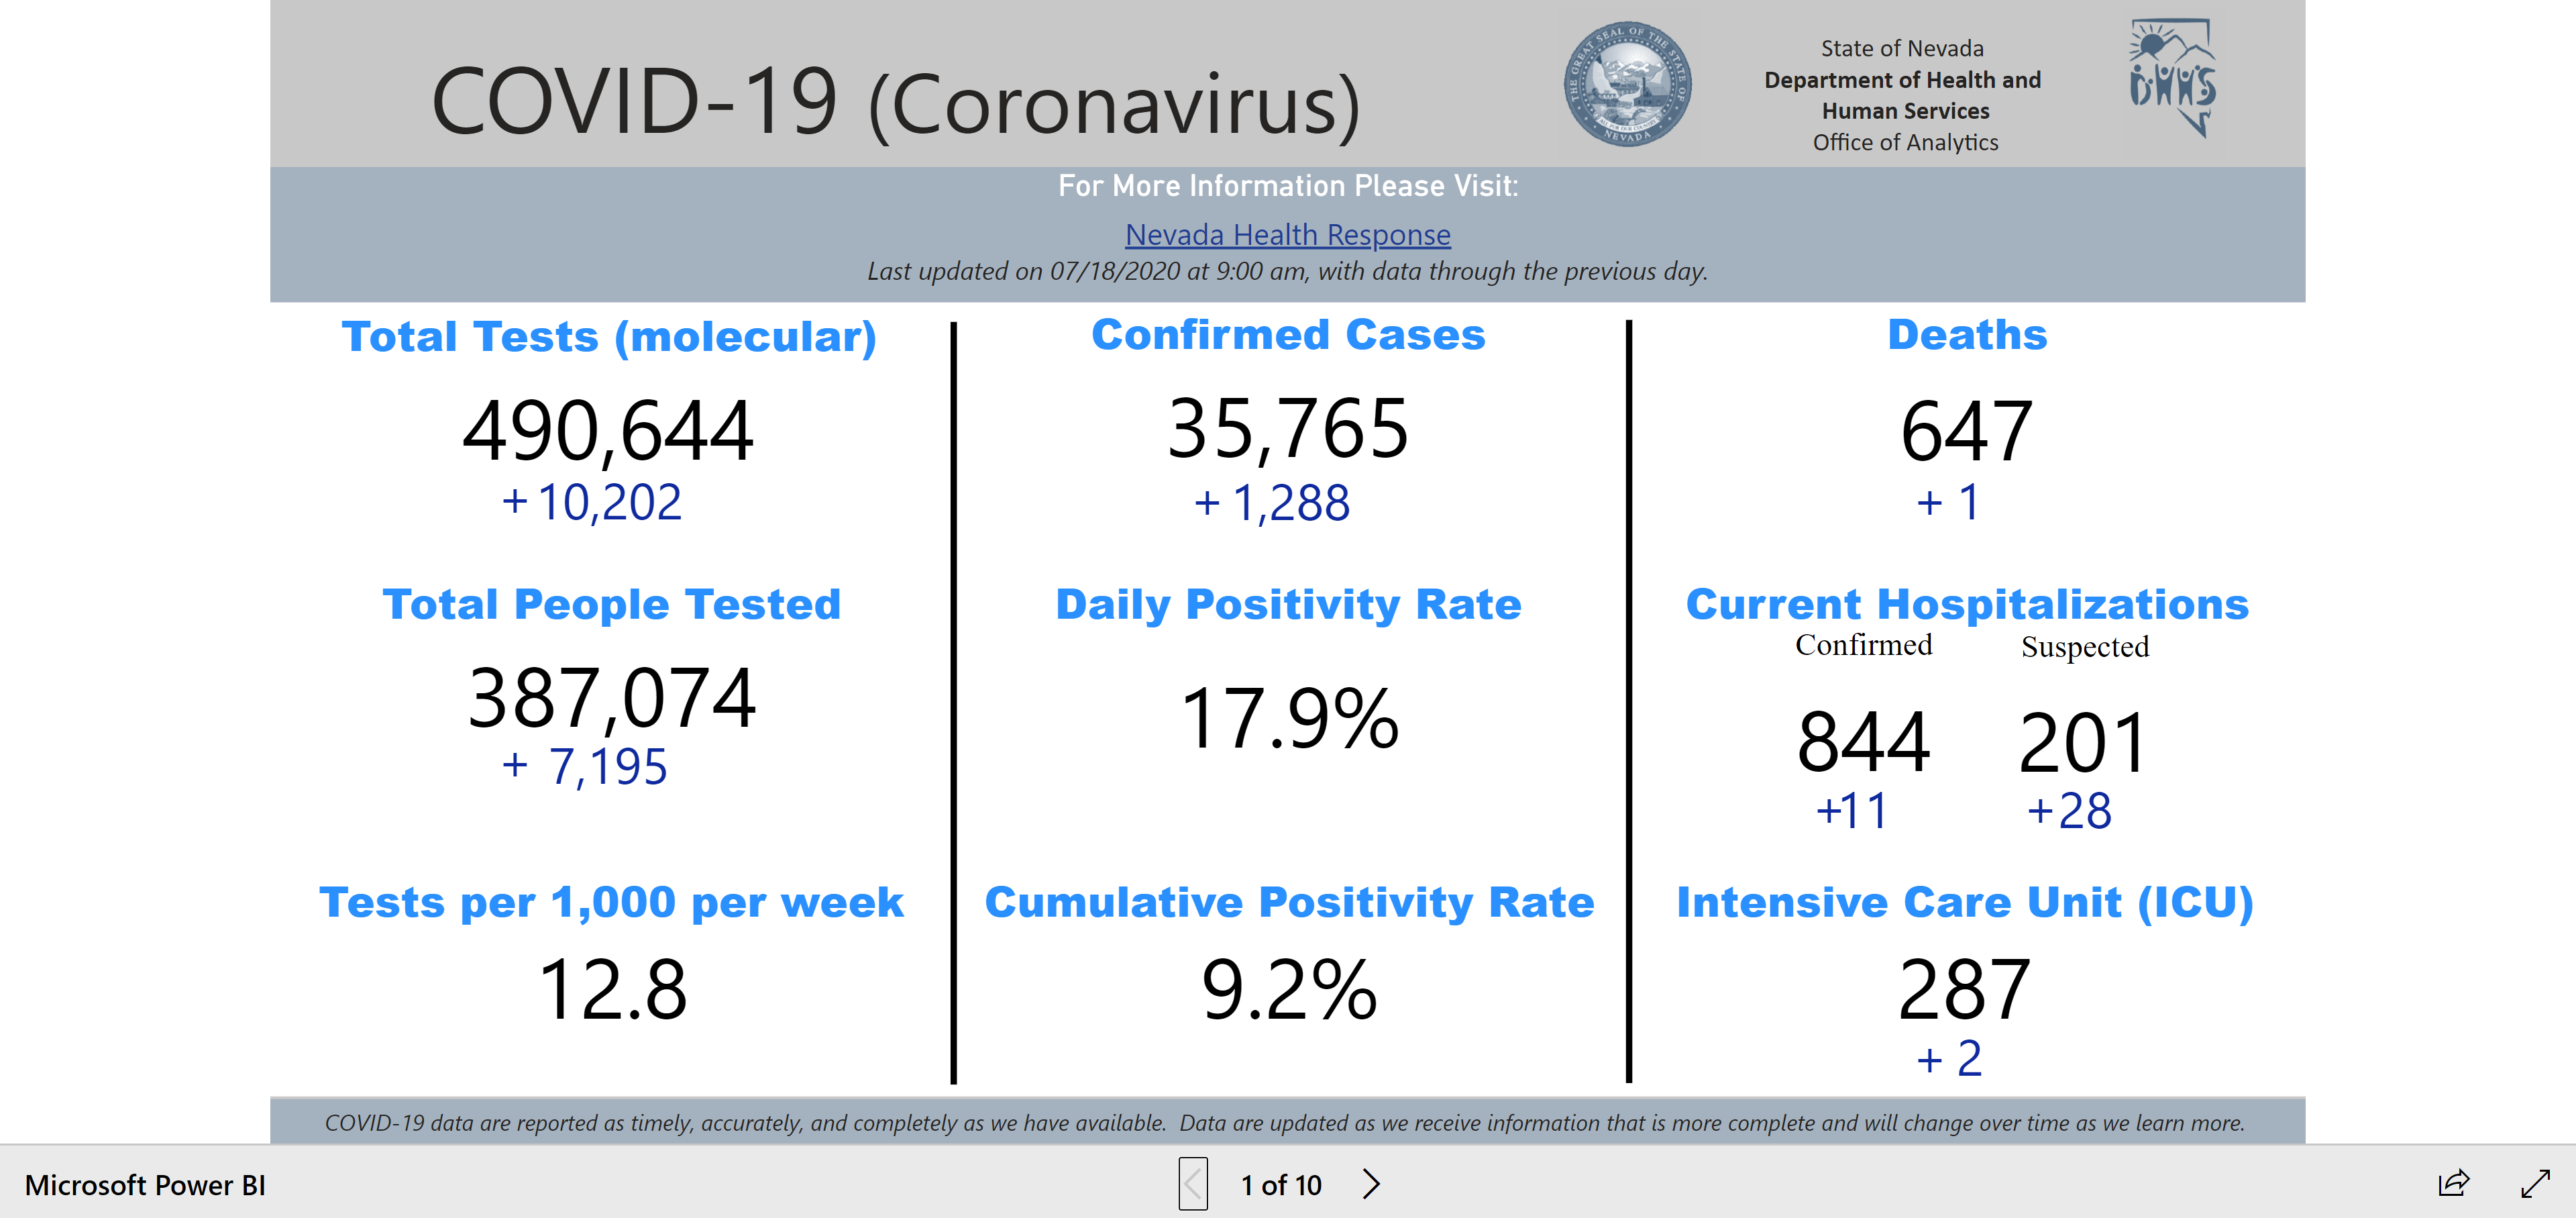 COVID-19 (Coronavirus)
THE GREAT SEAL OF THE STATE OF
ALL FOR OUR COUNTRY
NEVADA
State of Nevada
Department of Health and
Human Services
Office of Analytics
DHHS
For More Information Please Visit:
Nevada Health Response
Last updated on 07/18/2020 at 9:00 am, with data through the previous day.
Total Tests (molecular)
490,644
+ 10,202
Total People Tested
387,074
+ 7,195
Tests per 1,000 per week
12.8
Confirmed Cases
35,765
+ 1,288
Daily Positivity Rate
17.9%
Cumulative Positivity Rate
9.2%
Deaths
647
+ 1
Current Hospitalizations
Confirmed Suspected
844 201
+11 +28
Intensive Care Unit (ICU)
287
+ 2
COVID-19 data are reported as timely, accurately, and completely as we have available. Data are updated as we receive information that is more complete and will change over time as we learn more.
Microsoft Power BI
1 of 10